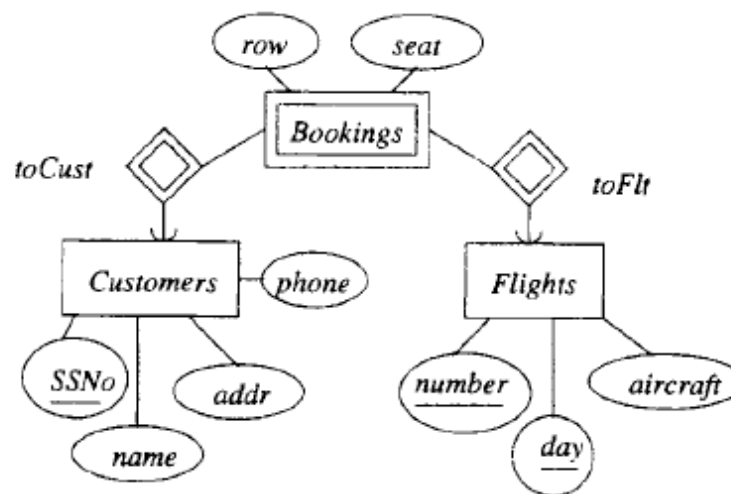 row
seat
Bookings
toCust
toFlt
Customers
phone
Flights
SSNo
addr
number
aircraft
name
day